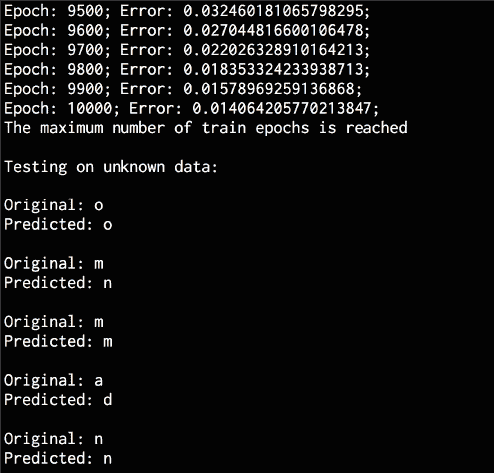 Epoch: 9500; Error: 0.032460181065798295;
Epoch: 9600; Error: 0.027044816600106478;
Epoch: 9700; Error: 0.022026328910164213;
Epoch: 9800; Error: 0.018353324233938713;
Epoch: 9900; Error: 0.01578969259136868;
Epoch: 10000; Error: 0.014064205770213847;
The maximum number of train epochs is reached
Testing on unknown data:
Original: o
Predicted: o
Original: m
Predicted: n
Original: m
Predicted: m
Original: a
Predicted: d
Original: n
Predicted: n